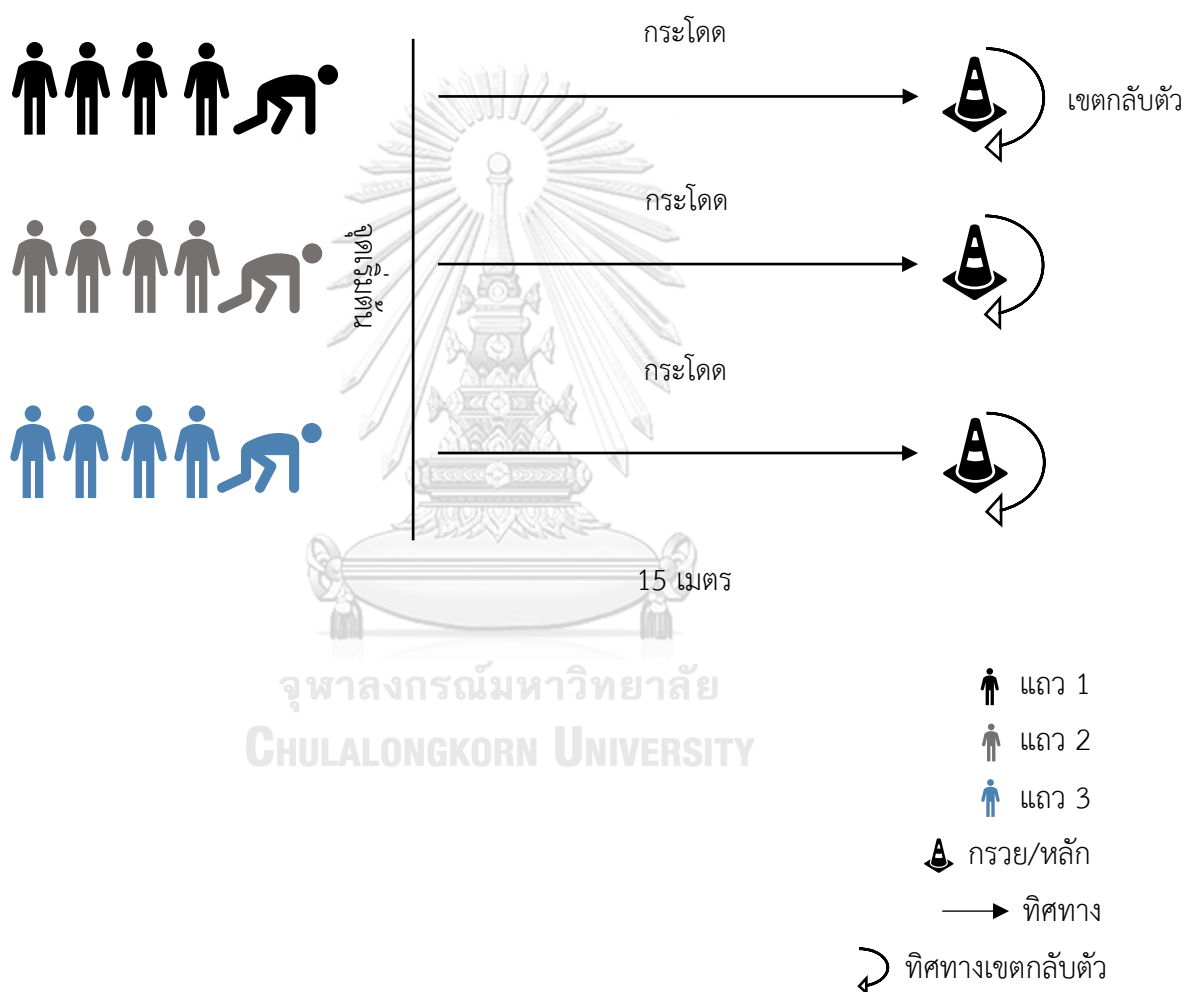 กระโดด
เขตกลับตัว
กระโดด
จุดเริ่มต้น
กระโดด
15 เมตร
จุฬาลงกรณ์มหาวิทยาลัย
CHULALONGKORN UNIVERSITY
แถว 1
แถว 2
แถว 3
กรวย/หลัก
ทิศทาง
ทิศทางเขตกลับตัว